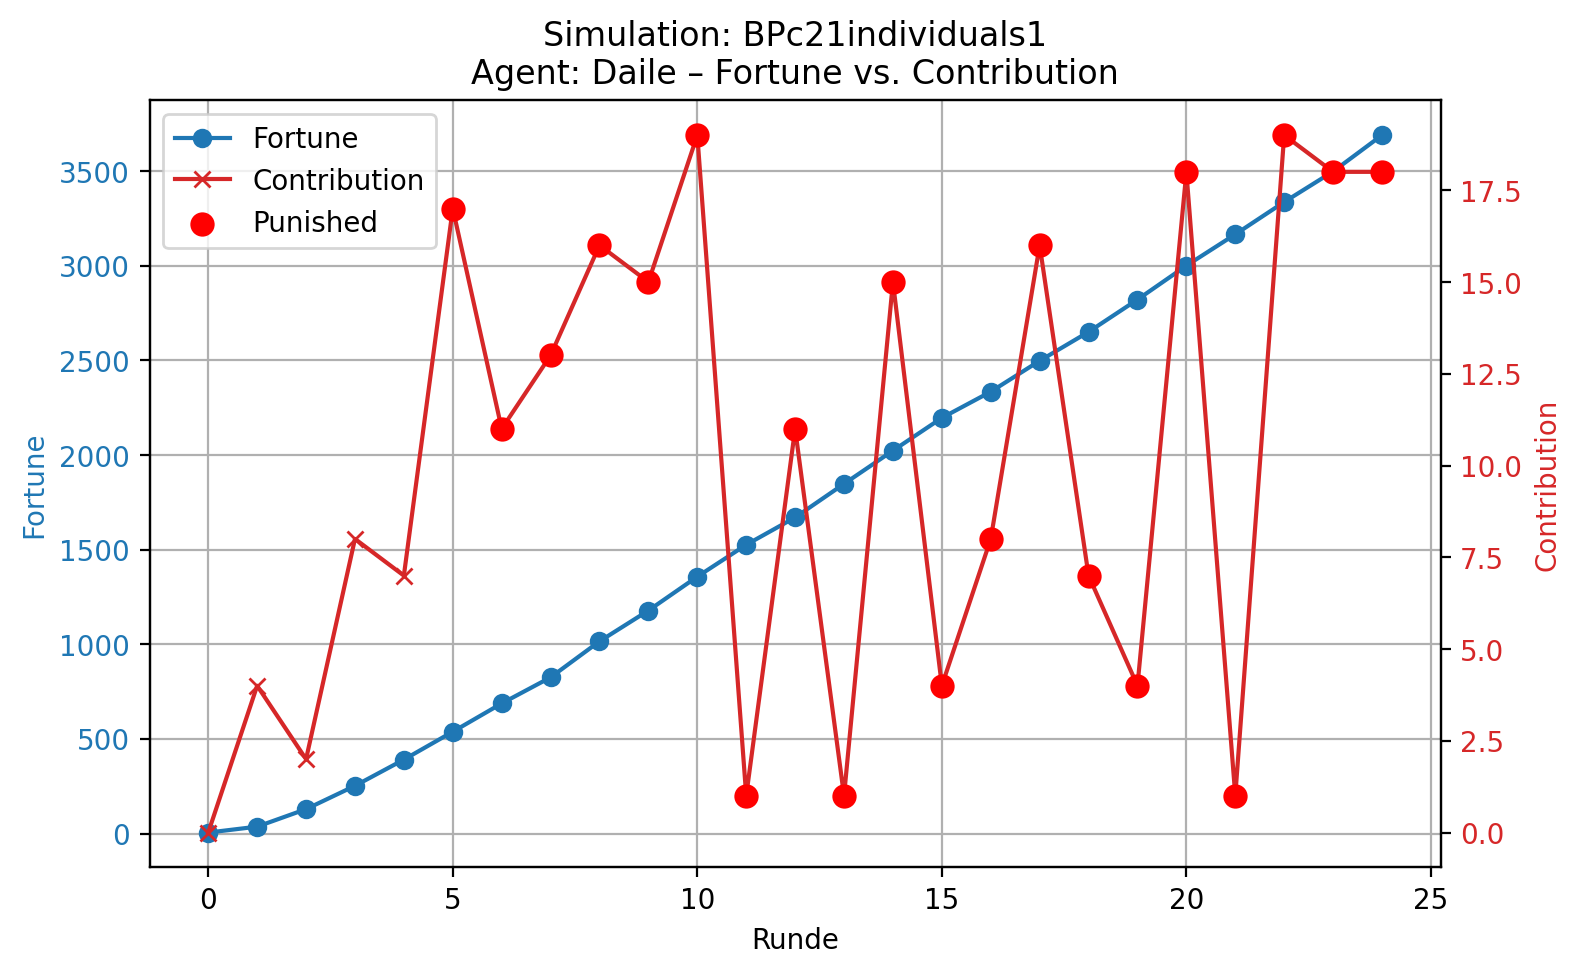 Simulation: BPc21individuals1
Agent: Daile – Fortune vs. Contribution
Fortune
Contribution
Punished
3500
3000
2500
2000
1500
1000
500
0
Fortune
17.5
15.0
12.5
10.0
7.5
5.0
2.5
0.0
Contribution
0 5 10 15 20 25
Runde